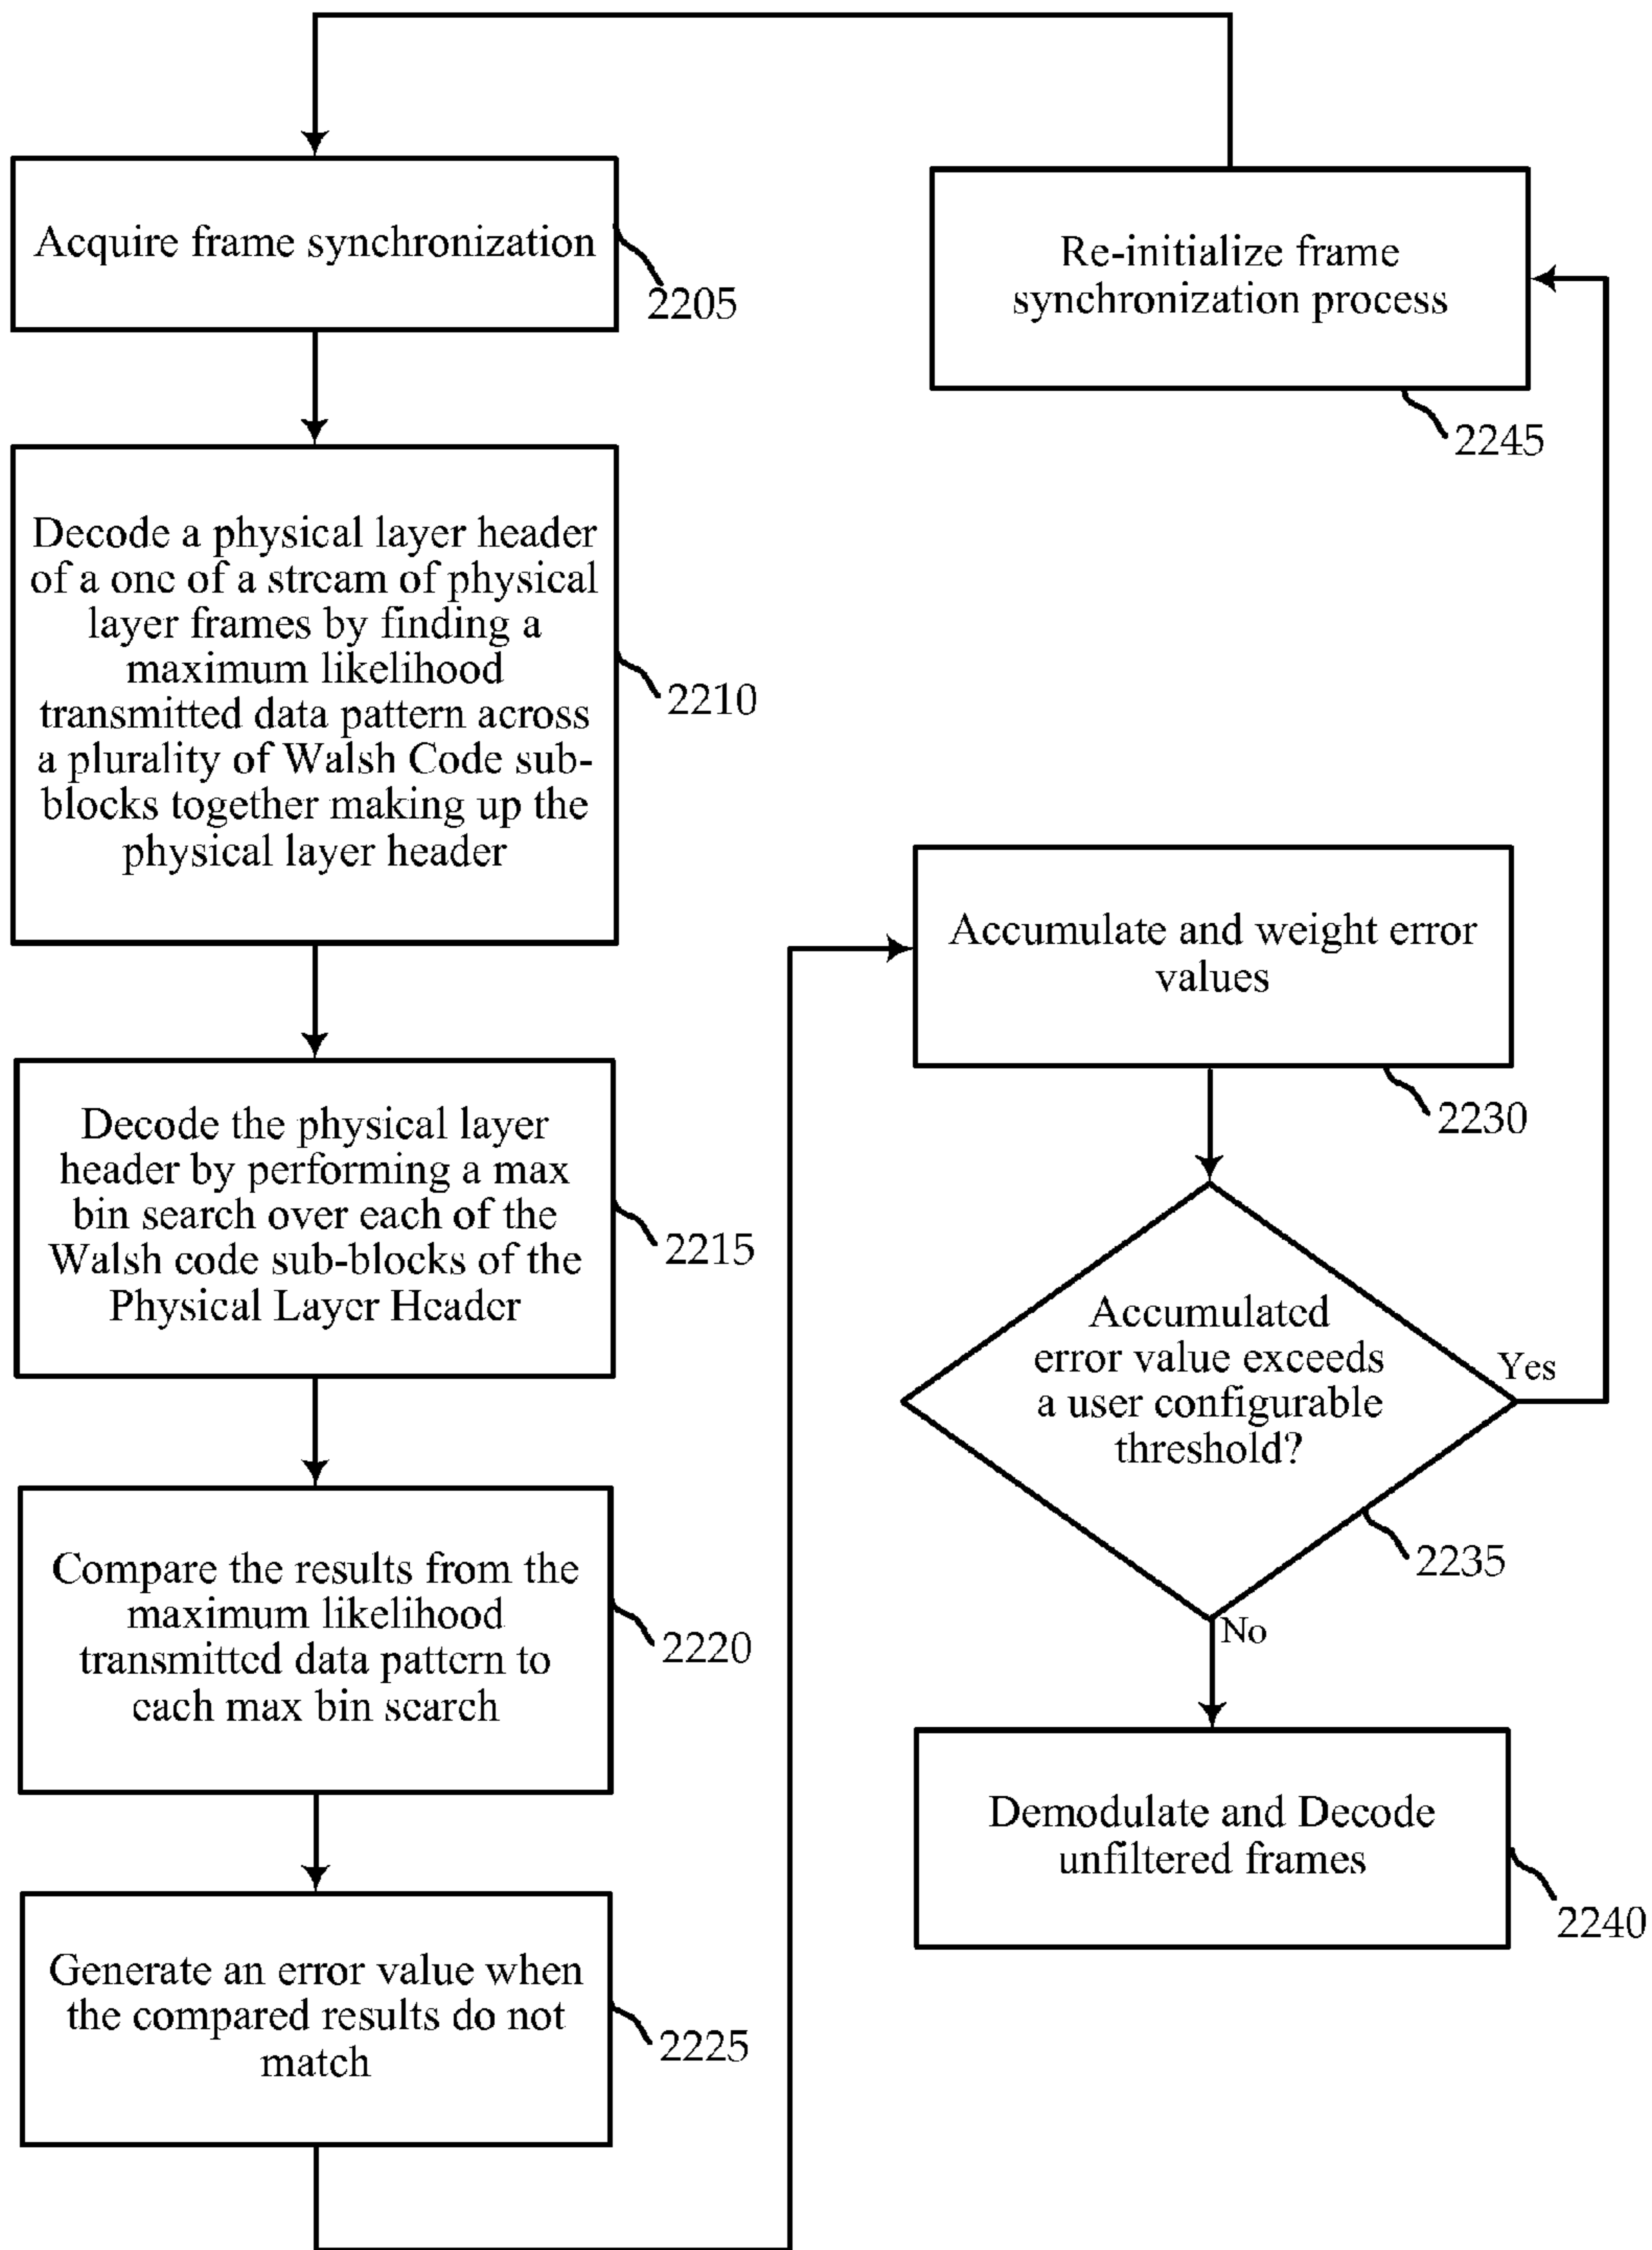 Acquire frame synchronization
2205
Decode a physical layer header
of a one of a stream of physical
layer frames by finding a
maximum likelihood
transmitted data pattern across
a plurality of Walsh Code sub-
blocks together making up the
physical layer header
2210
Decode the physical layer
header by performing a max
bin search over each of the
Walsh code sub-blocks of the
Physical Layer Header
2215
Compare the results from the
maximum likelihood
transmitted data pattern to
each max bin search
2220
Generate an error value when
the compared results do not
match
2225
Accumulate and weight error
values
2230
Accumulated
error value exceeds
a user configurable
threshold?
2235
Yes
No
Demodulate and Decode
unfiltered frames
2240
Re-initialize frame
synchronization process
2245